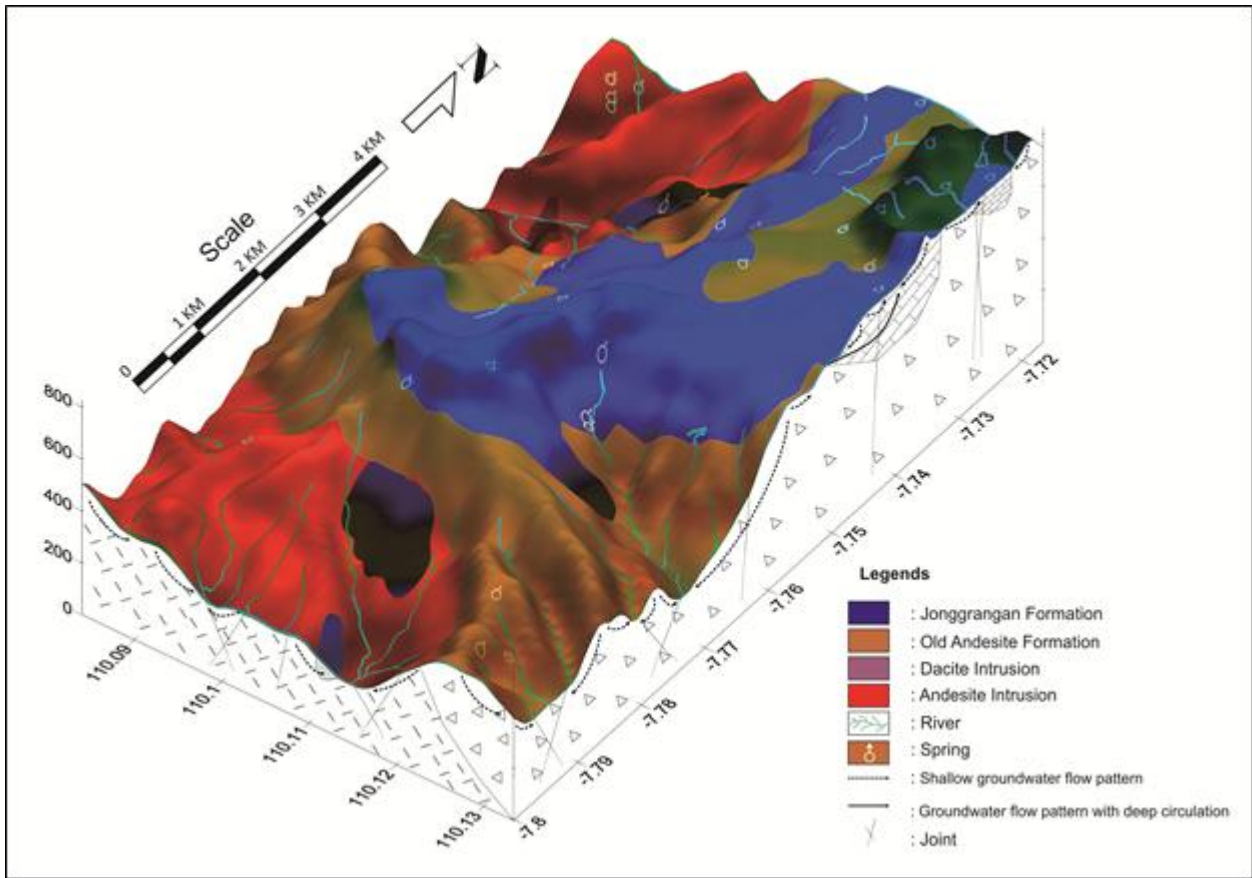 N
Scale
0
1 KM
2 KM
3 KM
4 KM
800
600
400
200
0
110.09
110.1
110.11
110.12
110.13
-7.8
-7.79
-7.78
-7.77
-7.76
-7.75
-7.74
-7.73
-7.72
Legends
: Jonggrangan Formation
: Old Andesite Formation
: Dacite Intrusion
: Andesite Intrusion
: River
: Spring
: Shallow groundwater flow pattern
: Groundwater flow pattern with deep circulation
: Joint